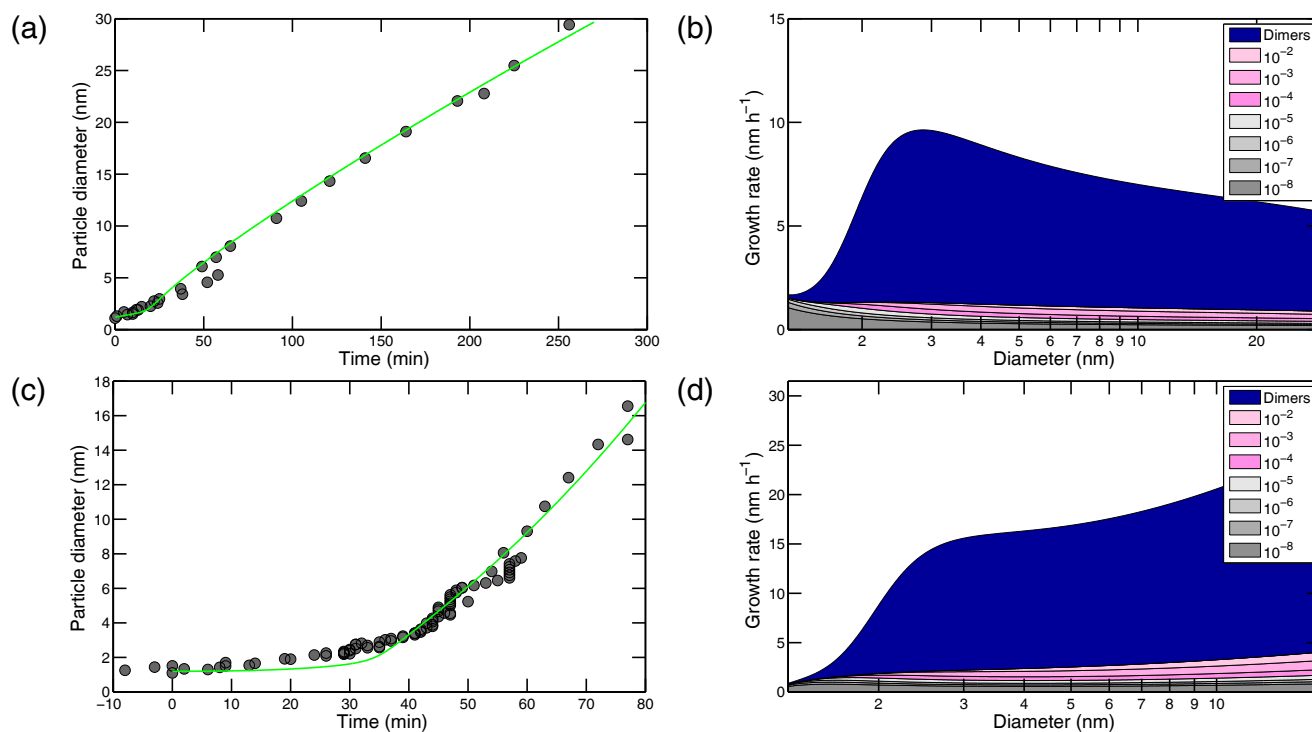 (a)
Particle diameter (nm)
30
25
20
15
10
5
0
0 50 100 150 200 250 300
Time (min)
(b)
Growth rate (nm h⁻¹)
15
10
5
0
2 3 4 5 6 7 8 9 10 20
Diameter (nm)
Dimers
10⁻²
10⁻³
10⁻⁴
10⁻⁵
10⁻⁶
10⁻⁷
10⁻⁸
(c)
Particle diameter (nm)
18
16
14
12
10
8
6
4
2
0
−10 0 10 20 30 40 50 60 70 80
Time (min)
(d)
Growth rate (nm h⁻¹)
30
25
20
15
10
5
0
2 3 4 5 6 7 8 9 10
Diameter (nm)
Dimers
10⁻²
10⁻³
10⁻⁴
10⁻⁵
10⁻⁶
10⁻⁷
10⁻⁸